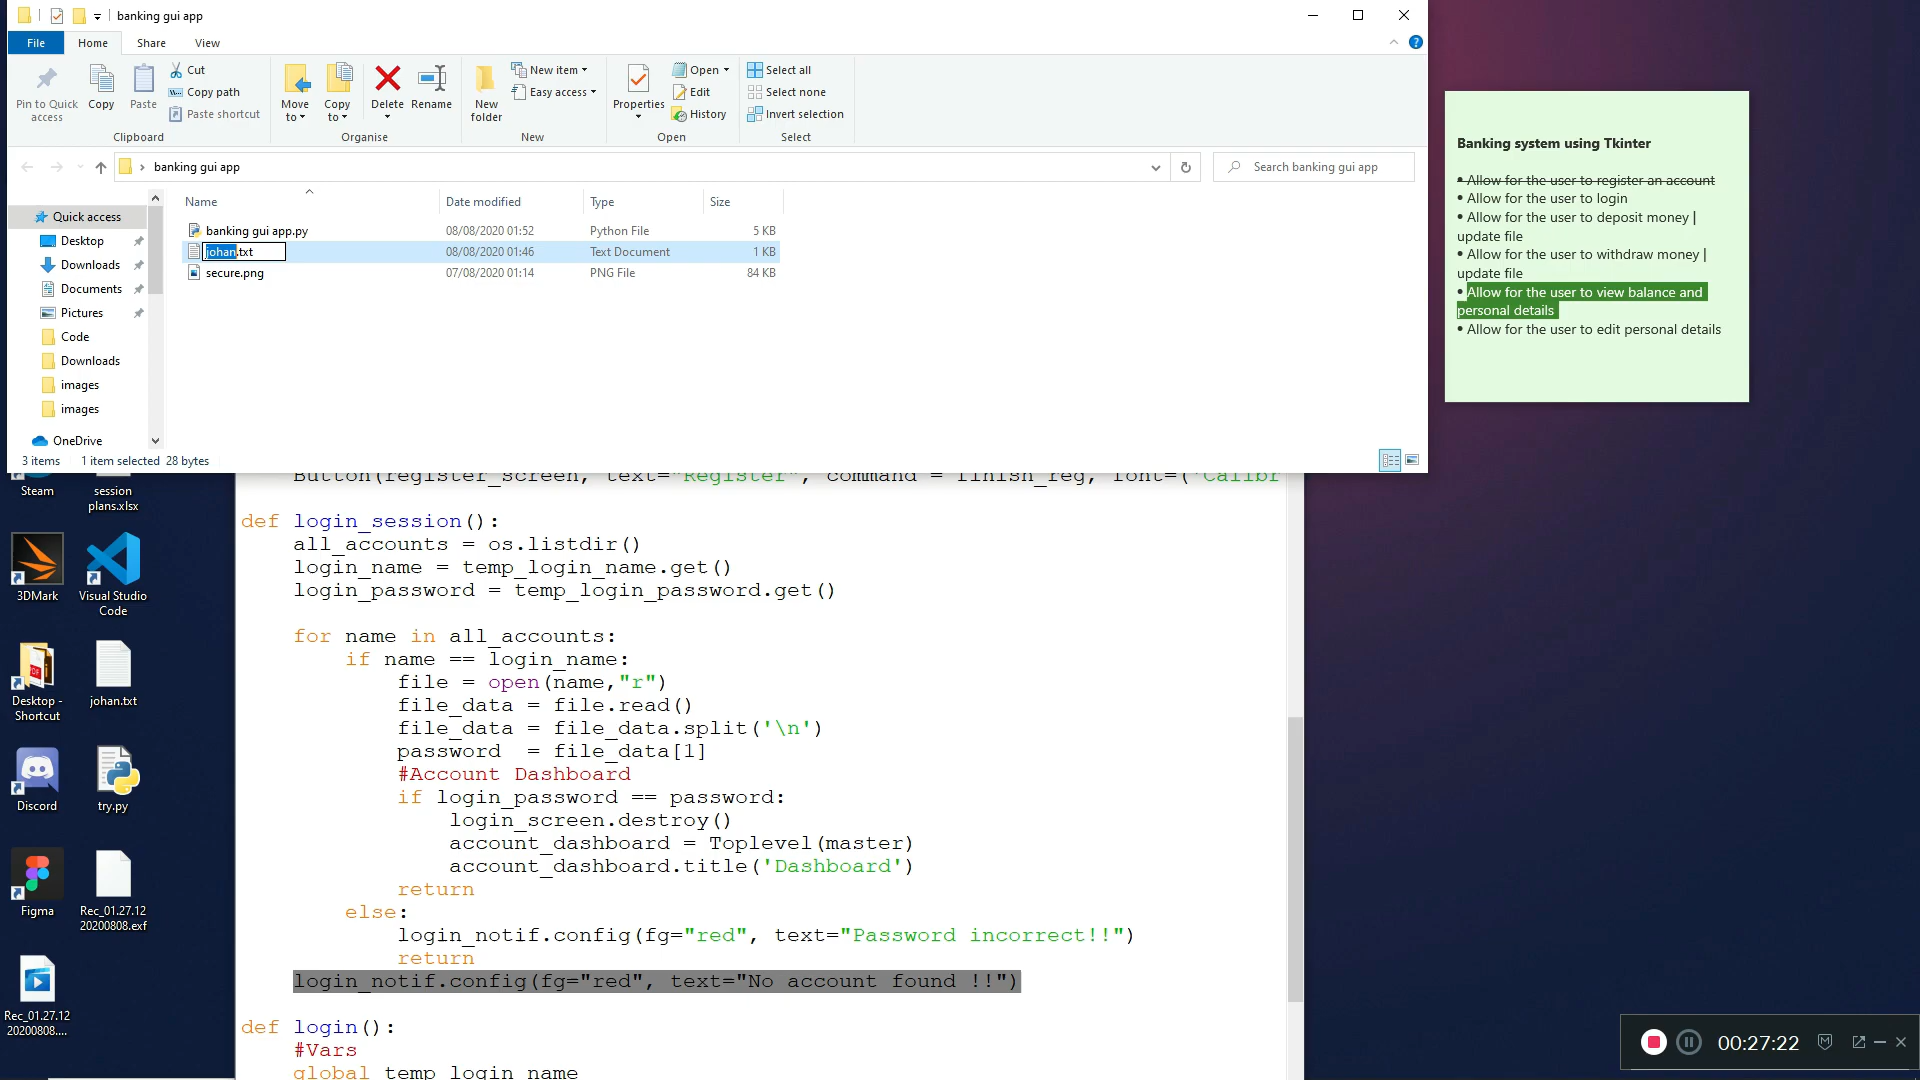 banking gui app
File
Home
Share
View
Pin to Quick access
Copy
Paste
Cut
Copy path
Paste shortcut
Clipboard
Move to
Copy to
Delete
Rename
Organise
New folder
New item
Easy access
New
Properties
Open
Edit
History
Open
Select all
Select none
Invert selection
Select
banking gui app
Search banking gui app
Name
Date modified
Type
Size
banking gui app.py 08/08/2020 01:52 Python File 5 KB
johan.txt 08/08/2020 01:46 Text Document 1 KB
secure.png 07/08/2020 01:14 PNG File 84 KB
Quick access
Desktop
Downloads
Documents
Pictures
Code
Downloads
images
images
OneDrive
3 items 1 item selected 28 bytes
Banking system using Tkinter
• Allow for the user to register an account
• Allow for the user to login
• Allow for the user to deposit money |
update file
• Allow for the user to withdraw money |
update file
• Allow for the user to view balance and
personal details
• Allow for the user to edit personal details
Steam
session
plans.xlsx
3DMark
Visual Studio
Code
Desktop -
Shortcut
johan.txt
Discord
try.py
Figma
Rec_01.27.12
20200808.exf
Rec_01.27.12
20200808....
Button(register_screen, text="Register", command = finish_reg, font=('Calibr
def login_session():
all_accounts = os.listdir()
login_name = temp_login_name.get()
login_password = temp_login_password.get()
for name in all_accounts:
if name == login_name:
file = open(name,"r")
file_data = file.read()
file_data = file_data.split('\n')
password  = file_data[1]
#Account Dashboard
if login_password == password:
login_screen.destroy()
account_dashboard = Toplevel(master)
account_dashboard.title('Dashboard')
return
else:
login_notif.config(fg="red", text="Password incorrect!!")
return
login_notif.config(fg="red", text="No account found !!")
def login():
#Vars
global temp_login_name
00:27:22